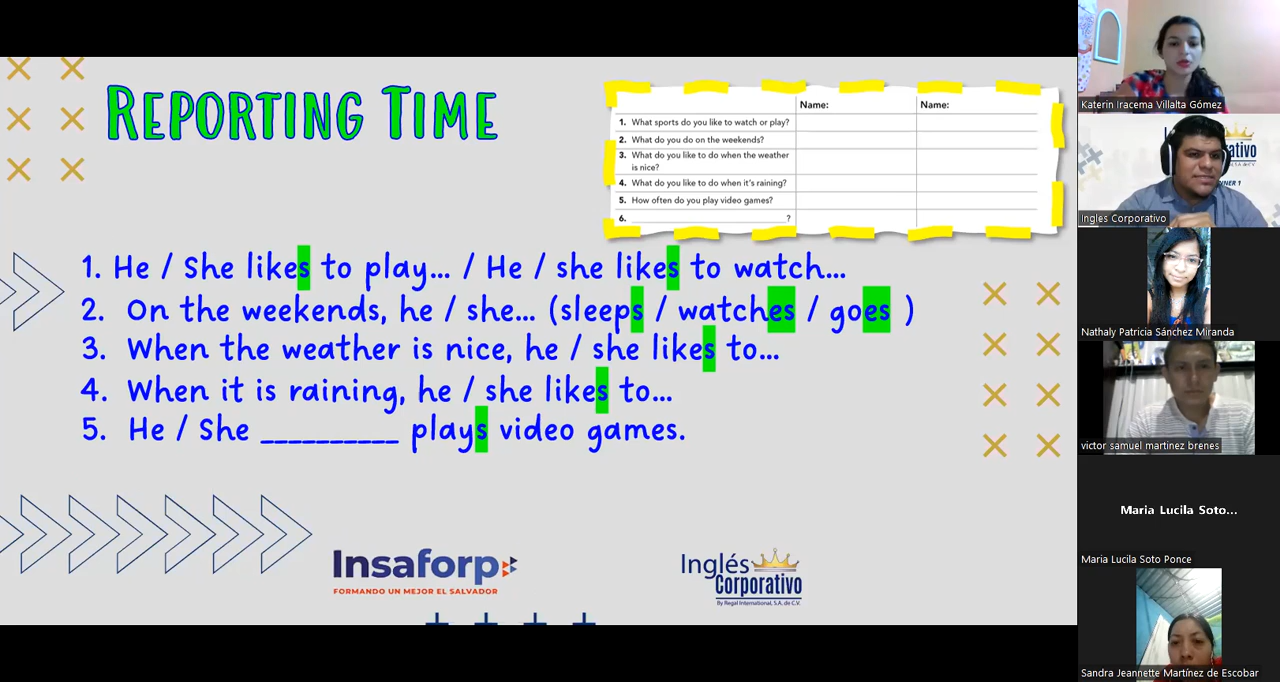 REPORTING TIME
Name: Name:
1. What sports do you like to watch or play?
2. What do you do on the weekends?
3. What do you like to do when the weather
is nice?
4. What do you like to do when it's raining?
5. How often do you play video games?
6. ______________________________?
1. He / She likes to play... / He / she likes to watch...
2. On the weekends, he / she... (sleeps / watches / goes )
3. When the weather is nice, he / she likes to...
4. When it is raining, he / she likes to...
5. He / She __________ plays video games.
Insaforp
FORMANDO UN MEJOR EL SALVADOR
Inglés
Corporativo
By Regal International, S.A. de C.V.
Katerin Iracema Villalta Gómez
Ingles Corporativo
Nathaly Patricia Sánchez Miranda
victor samuel martinez brenes
Maria Lucila Soto...
Maria Lucila Soto Ponce
Sandra Jeannette Martínez de Escobar